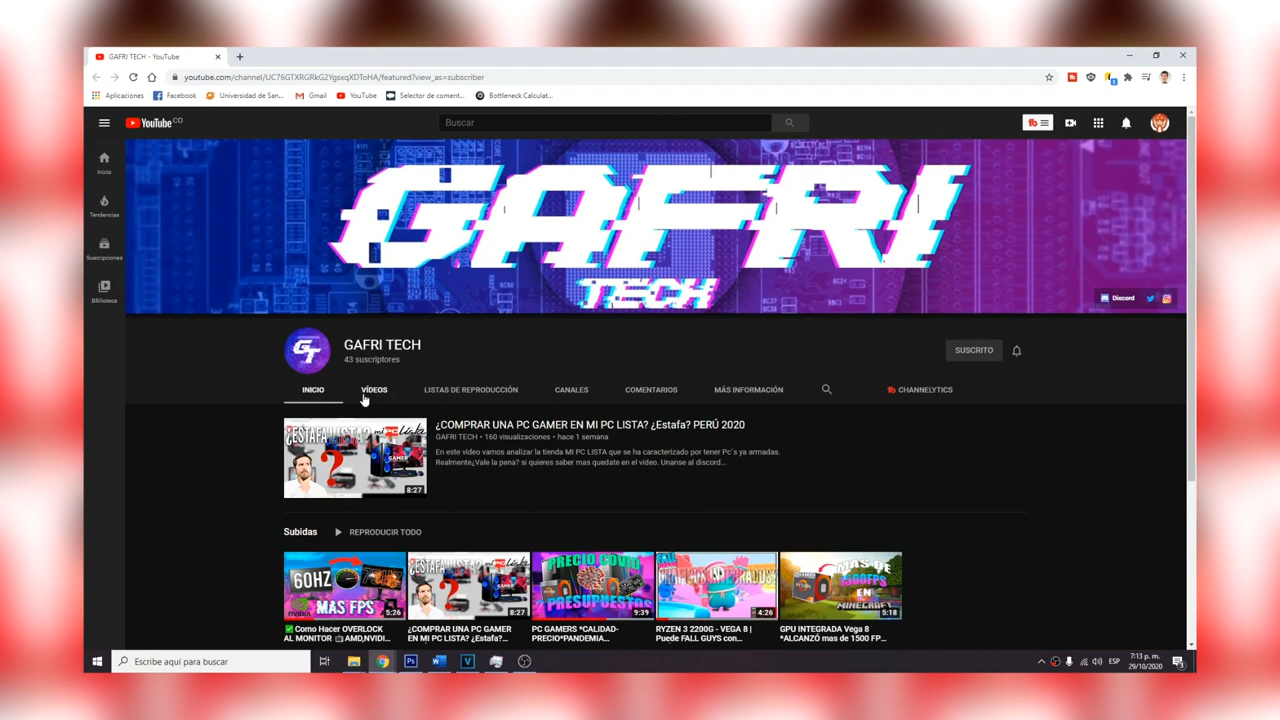 GAFRI TECH - YouTube
youtube.com/channel/UC76GTXRGRkG2YgsxqXDToHA/featured?view_as=subscriber
Aplicaciones Facebook Universidad de San... Gmail YouTube Selector de coment... Bottleneck Calculat...
YouTube CO Buscar
Inicio
Tendencias
Suscripciones
Biblioteca
GAFRI
TECH
Discord
GT
GAFRI TECH
43 suscriptores
SUSCRITO
INICIO VÍDEOS LISTAS DE REPRODUCCIÓN CANALES COMENTARIOS MÁS INFORMACIÓN CHANNELYTICS
¿COMPRAR UNA PC GAMER EN MI PC LISTA? ¿Estafa? PERÚ 2020
GAFRI TECH • 160 visualizaciones • hace 1 semana
En este video vamos analizar la tienda MI PC LISTA que se ha caracterizado por tener Pc´s ya armadas.
Realmente¿Vale la pena? si quieres saber mas quedate en el video. Unanse al discord...
8:27
Subidas REPRODUCIR TODO
60HZ
MAS FPS
NVIDIA
5:26
8:27
PRECIO COVID
PRESUPUESTOS
9:39
4:26
MAS DE
1500FPS
EN
MINECRAFT
5:18
✅ Como Hacer OVERLOCK
AL MONITOR AMD,NVIDI...
¿COMPRAR UNA PC GAMER
EN MI PC LISTA? ¿Estafa?...
PC GAMERS *CALIDAD-
PRECIO*PANDEMIA...
RYZEN 3 2200G - VEGA 8 |
Puede FALL GUYS con...
GPU INTEGRADA Vega 8
*ALCANZÓ mas de 1500 FP...
Escribe aquí para buscar
ESP
7:13 p. m.
29/10/2020